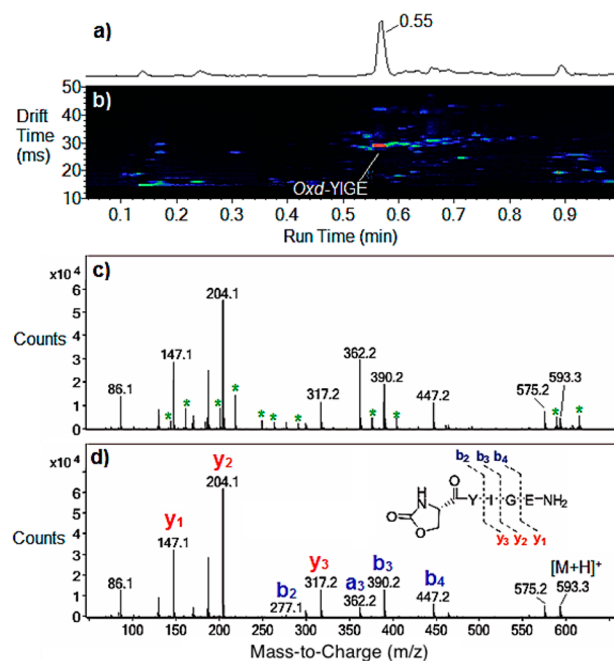 a)
0.55
b)
50
Drift
Time
(ms)
40
30
20
10
Oxd-YIGE
0.1 0.2 0.3 0.4 0.5 0.6 0.7 0.8 0.9
Run Time (min)
c)
x10⁴
Counts
6
5
4
3
2
1
0
86.1
147.1
204.1
317.2
362.2
390.2
447.2
575.2
593.3
* * * * * * * * * * *
d)
x10⁴
Counts
6
5
4
3
2
1
0
86.1
y₁
147.1
y₂
204.1
b₂
277.1
y₃
317.2
a₃
362.2
b₃
390.2
b₄
447.2
575.2
[M+H]⁺
593.3
b₂ b₃ b₄
O HN O O
Y I G E NH₂
y₃ y₂ y₁
100 150 200 250 300 350 400 450 500 550 600
Mass-to-Charge (m/z)